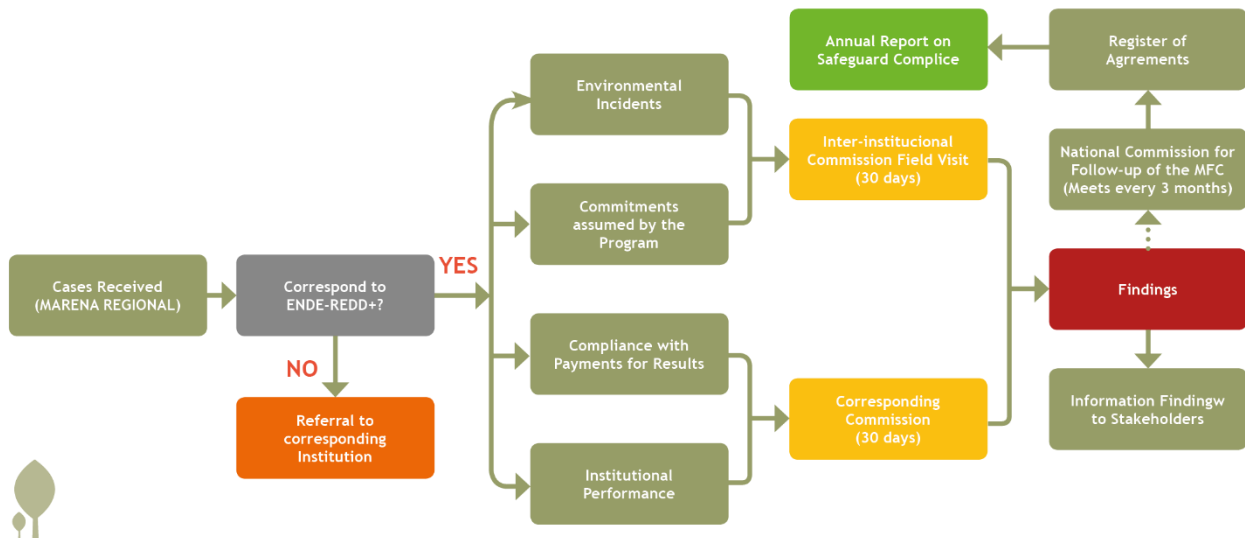 Cases Received
(MARENA REGIONAL)
Correspond to
ENDE-REDD+?
YES
NO
Referral to
corresponding
Institution
Environmental
Incidents
Commitments
assumed by the
Program
Compliance with
Payments for Results
Institutional
Performance
Inter-institucional
Commission Field Visit
(30 days)
Corresponding
Commission
(30 days)
Findings
National Commission for
Follow-up of the MFC
(Meets every 3 months)
Register of
Agrrements
Annual Report on
Safeguard Complice
Information Findingw
to Stakeholders